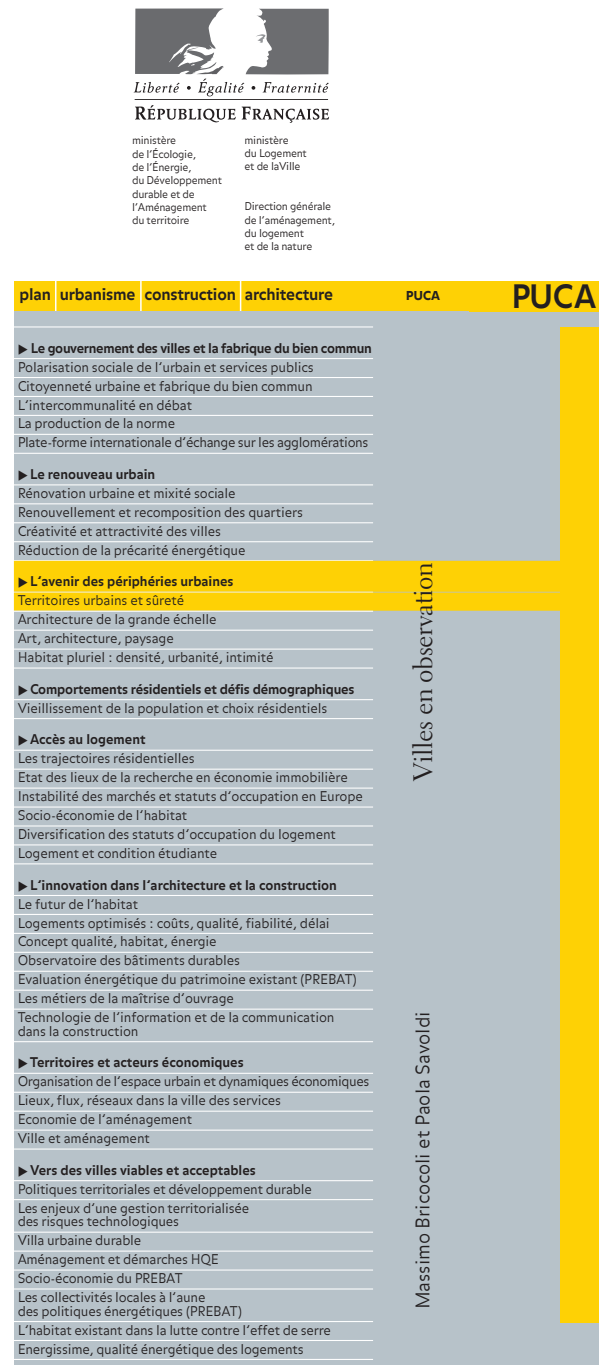 Liberté • Égalité • Fraternité
RÉPUBLIQUE FRANÇAISE
ministère
de l'Écologie,
de l'Énergie,
du Développement
durable et de
l'Aménagement
du territoire
ministère
du Logement
et de laVille
Direction générale
de l'aménagement,
du logement
et de la nature
plan urbanisme construction architecture PUCA PUCA
▶ Le gouvernement des villes et la fabrique du bien commun
Polarisation sociale de l'urbain et services publics
Citoyenneté urbaine et fabrique du bien commun
L'intercommunalité en débat
La production de la norme
Plate-forme internationale d'échange sur les agglomérations
▶ Le renouveau urbain
Rénovation urbaine et mixité sociale
Renouvellement et recomposition des quartiers
Créativité et attractivité des villes
Réduction de la précarité énergétique
▶ L'avenir des périphéries urbaines
Territoires urbains et sûreté
Architecture de la grande échelle
Art, architecture, paysage
Habitat pluriel : densité, urbanité, intimité
▶ Comportements résidentiels et défis démographiques
Vieillissement de la population et choix résidentiels
▶ Accès au logement
Les trajectoires résidentielles
Etat des lieux de la recherche en économie immobilière
Instabilité des marchés et statuts d'occupation en Europe
Socio-économie de l'habitat
Diversification des statuts d'occupation du logement
Logement et condition étudiante
▶ L'innovation dans l'architecture et la construction
Le futur de l'habitat
Logements optimisés : coûts, qualité, fiabilité, délai
Concept qualité, habitat, énergie
Observatoire des bâtiments durables
Evaluation énergétique du patrimoine existant (PREBAT)
Les métiers de la maîtrise d'ouvrage
Technologie de l'information et de la communication
dans la construction
▶ Territoires et acteurs économiques
Organisation de l'espace urbain et dynamiques économiques
Lieux, flux, réseaux dans la ville des services
Economie de l'aménagement
Ville et aménagement
▶ Vers des villes viables et acceptables
Politiques territoriales et développement durable
Les enjeux d'une gestion territorialisée
des risques technologiques
Villa urbaine durable
Aménagement et démarches HQE
Socio-économie du PREBAT
Les collectivités locales à l'aune
des politiques énergétiques (PREBAT)
L'habitat existant dans la lutte contre l'effet de serre
Energissime, qualité énergétique des logements
Villes en observation
Massimo Bricocoli et Paola Savoldi